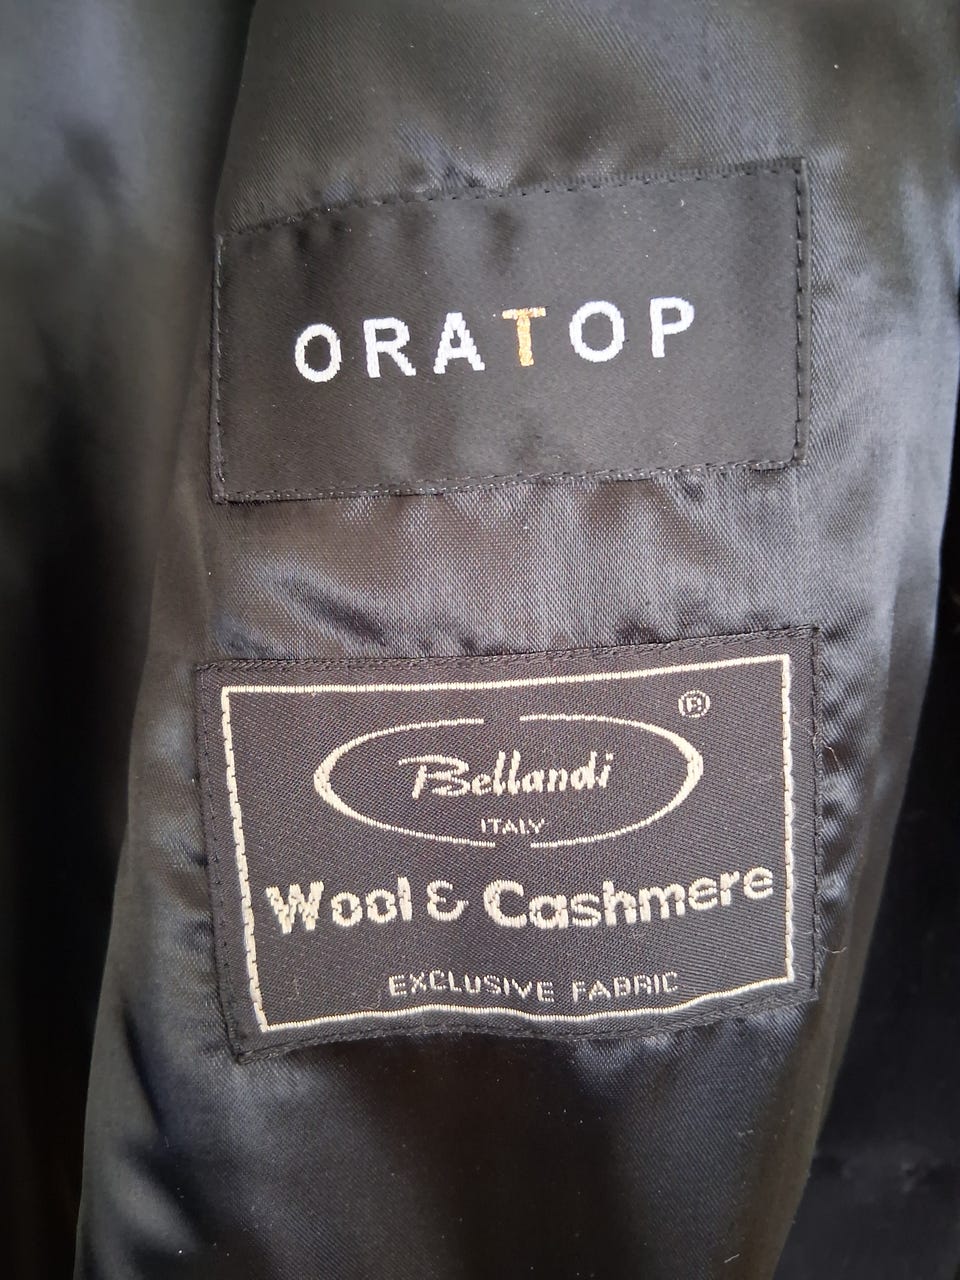 ORATOP
®
Bellandi
ITALY
Wool & Cashmere
EXCLUSIVE FABRIC